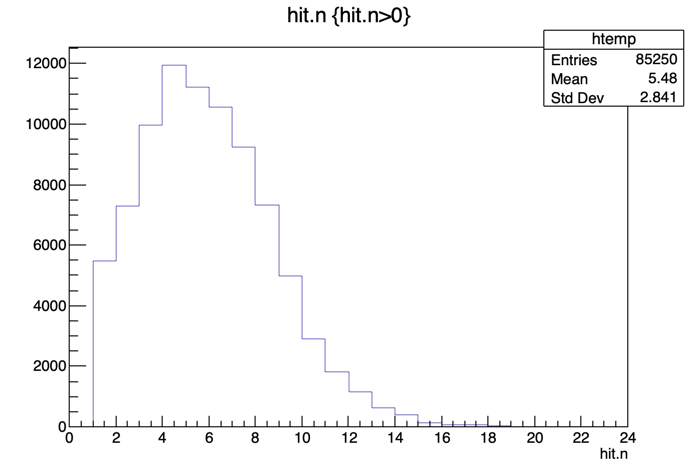 hit.n {hit.n>0}
htemp
Entries 85250
Mean 5.48
Std Dev 2.841
12000
10000
8000
6000
4000
2000
0
0 2 4 6 8 10 12 14 16 18 20 22 24
hit.n